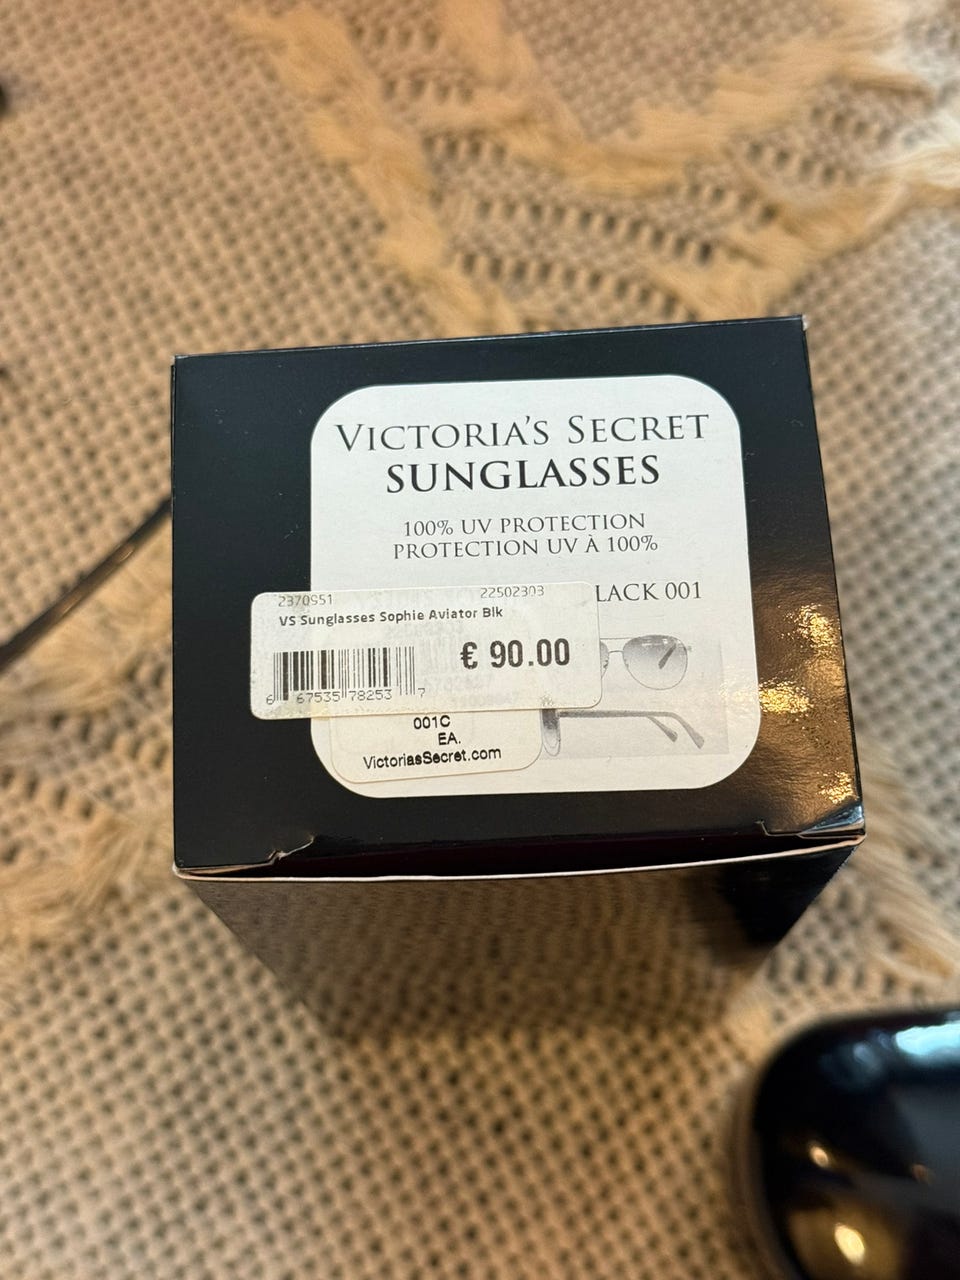 VICTORIA'S SECRET
SUNGLASSES
100% UV PROTECTION
PROTECTION UV À 100%
LACK 001
2370951
22502303
VS Sunglasses Sophie Aviator Blk
€ 90.00
6 67535 78253 7
001C
EA.
VictoriasSecret.com